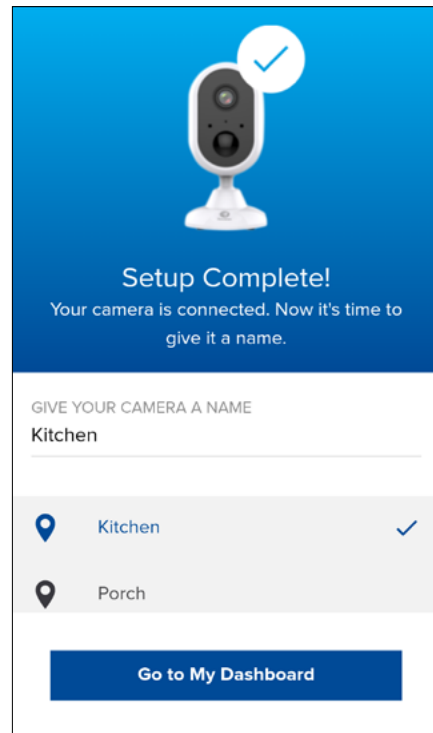 Setup Complete!
Your camera is connected. Now it's time to
give it a name.
GIVE YOUR CAMERA A NAME
Kitchen
Kitchen
Porch
Go to My Dashboard